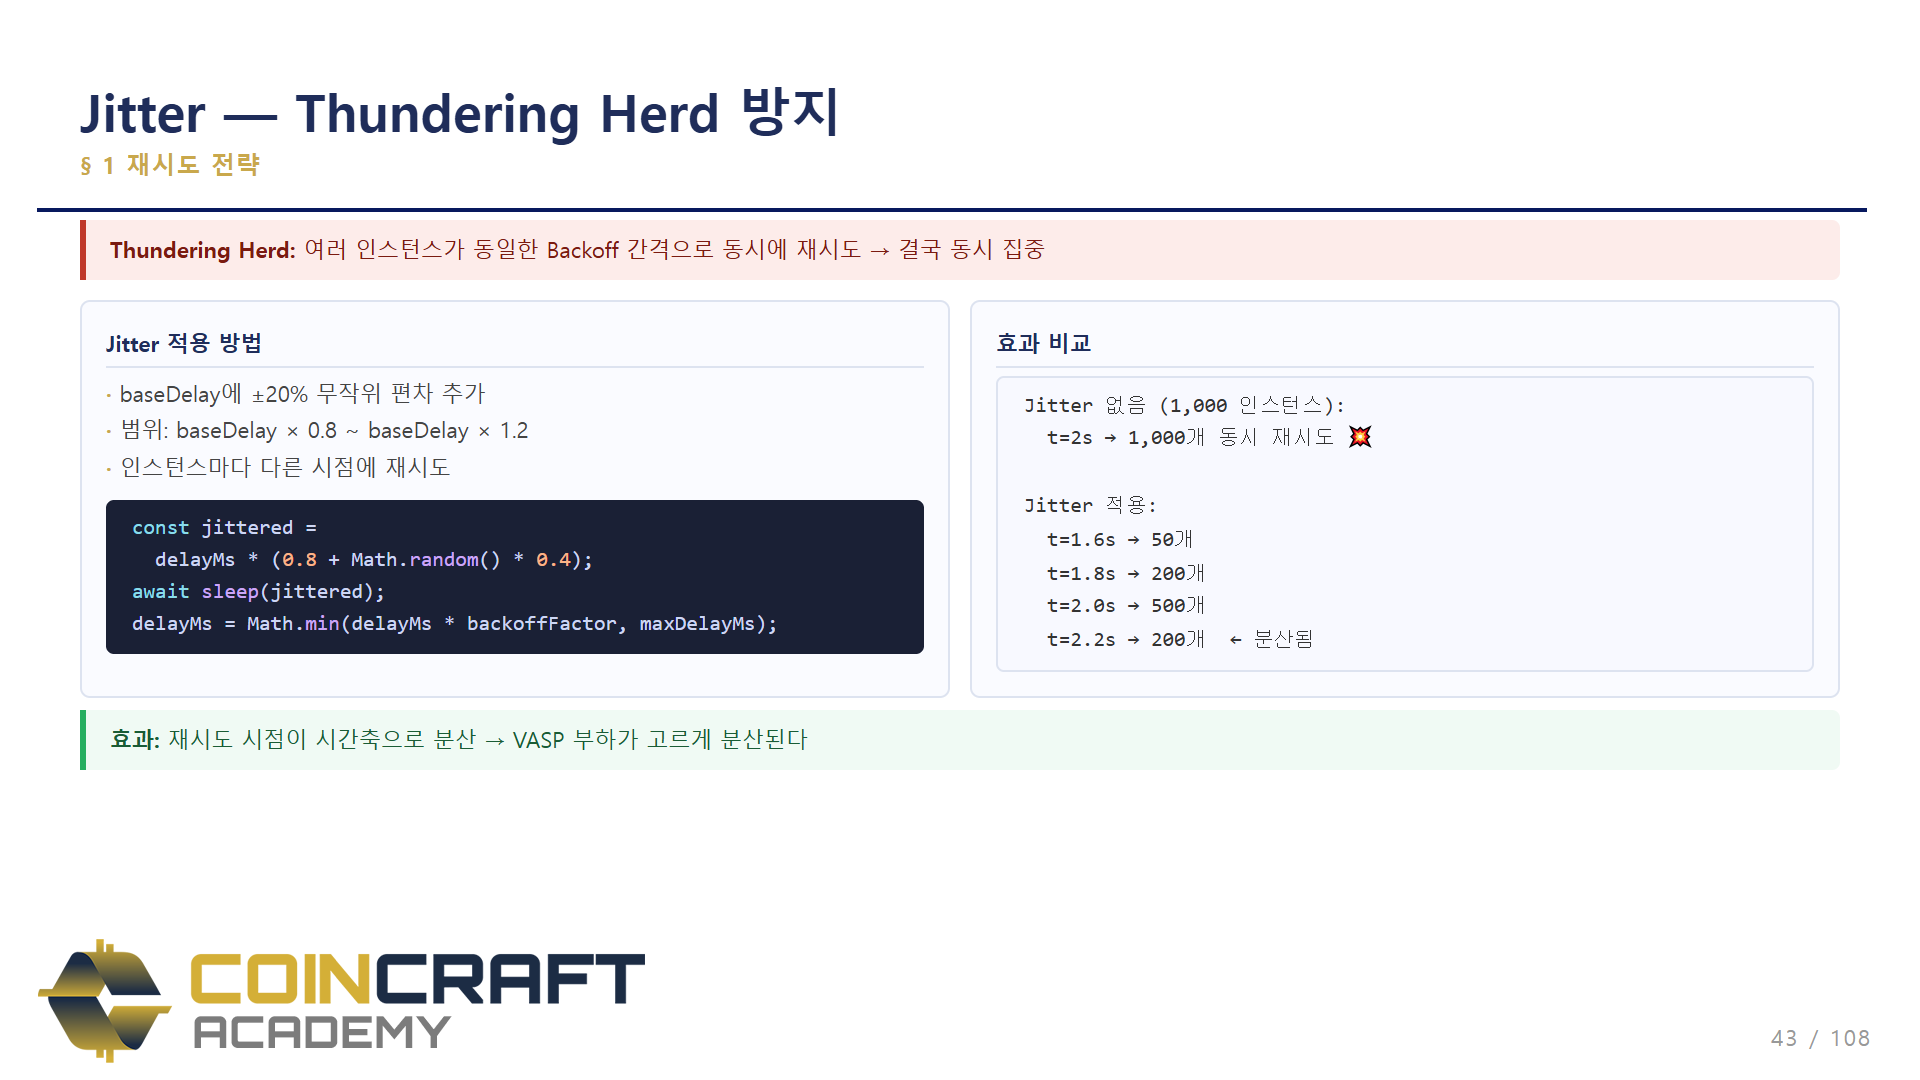 Jitter — Thundering Herd 방지
§ 1 재시도 전략
Thundering Herd: 여러 인스턴스가 동일한 Backoff 간격으로 동시에 재시도 → 결국 동시 집중
Jitter 적용 방법
· baseDelay에 ±20% 무작위 편차 추가
· 범위: baseDelay × 0.8 ~ baseDelay × 1.2
· 인스턴스마다 다른 시점에 재시도
const jittered =
  delayMs * (0.8 + Math.random() * 0.4);
await sleep(jittered);
delayMs = Math.min(delayMs * backoffFactor, maxDelayMs);
효과 비교
Jitter 없음 (1,000 인스턴스):
  t=2s → 1,000개 동시 재시도 💥
Jitter 적용:
  t=1.6s → 50개
  t=1.8s → 200개
  t=2.0s → 500개
  t=2.2s → 200개  ← 분산됨
효과: 재시도 시점이 시간축으로 분산 → VASP 부하가 고르게 분산된다
COINCRAFT
ACADEMY
43 / 108